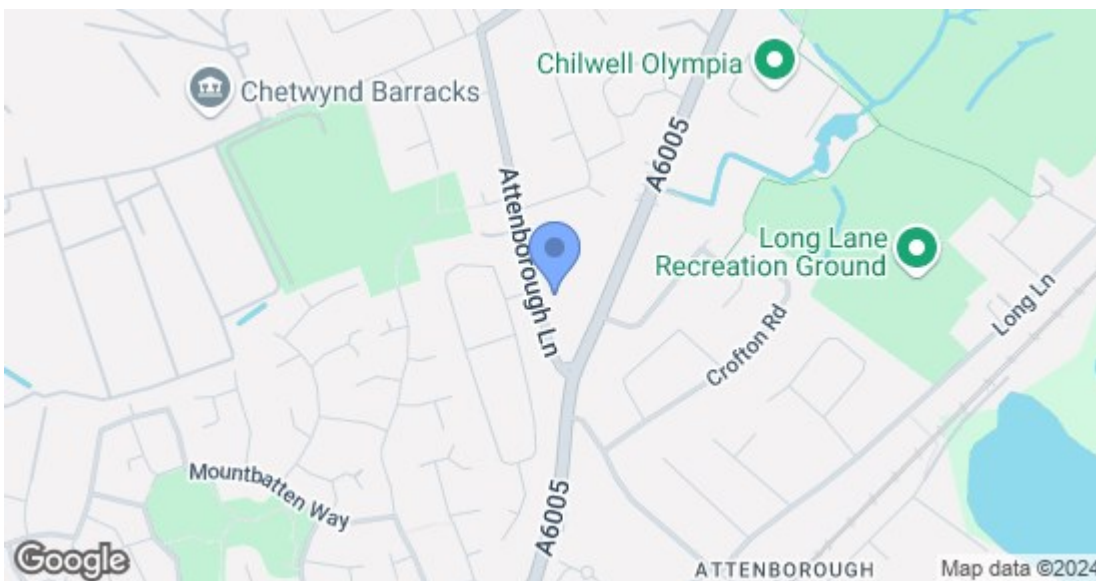 Chilwell Olympia
Chetwynd Barracks
A6005
Attenborough Ln
Long Lane
Recreation Ground
Long Ln
Crofton Rd
Mountbatten Way
A6005
Google
ATTENBOROUGH
Map data ©2024